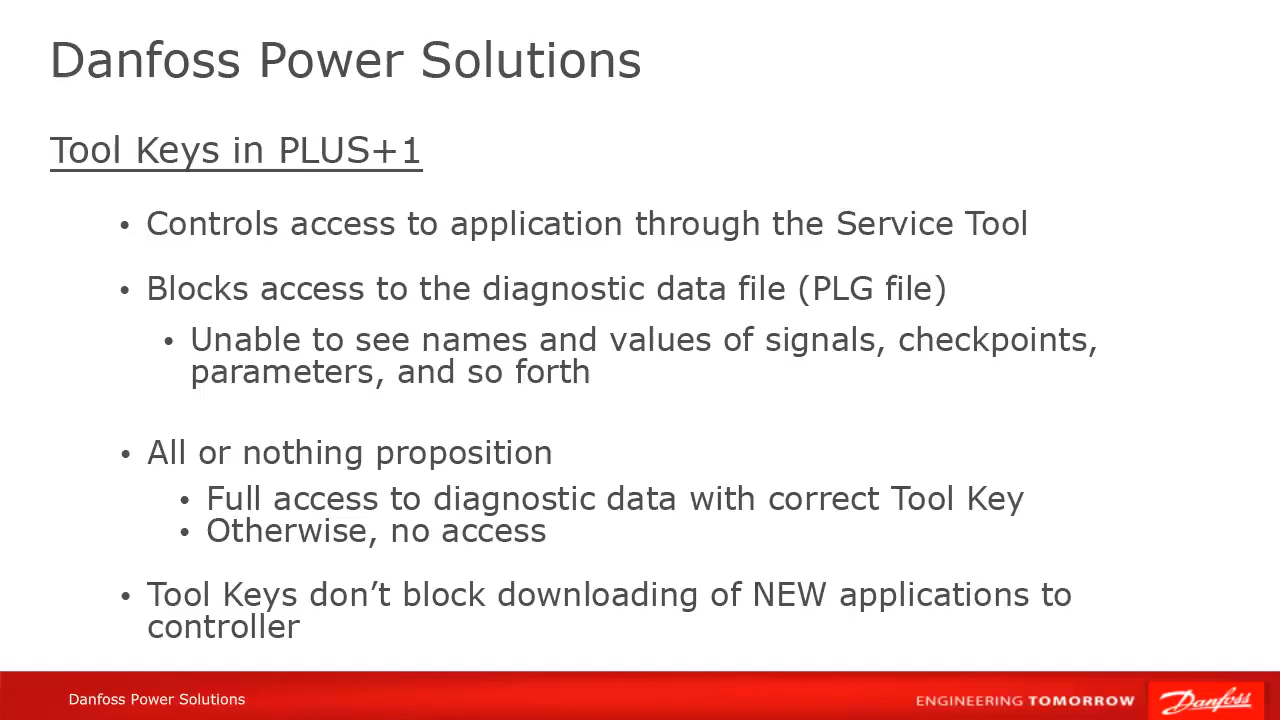 Danfoss Power Solutions
Tool Keys in PLUS+1
• Controls access to application through the Service Tool
• Blocks access to the diagnostic data file (PLG file)
• Unable to see names and values of signals, checkpoints,
parameters, and so forth
• All or nothing proposition
• Full access to diagnostic data with correct Tool Key
• Otherwise, no access
• Tool Keys don’t block downloading of NEW applications to
controller
Danfoss Power Solutions
ENGINEERING TOMORROW
Danfoss